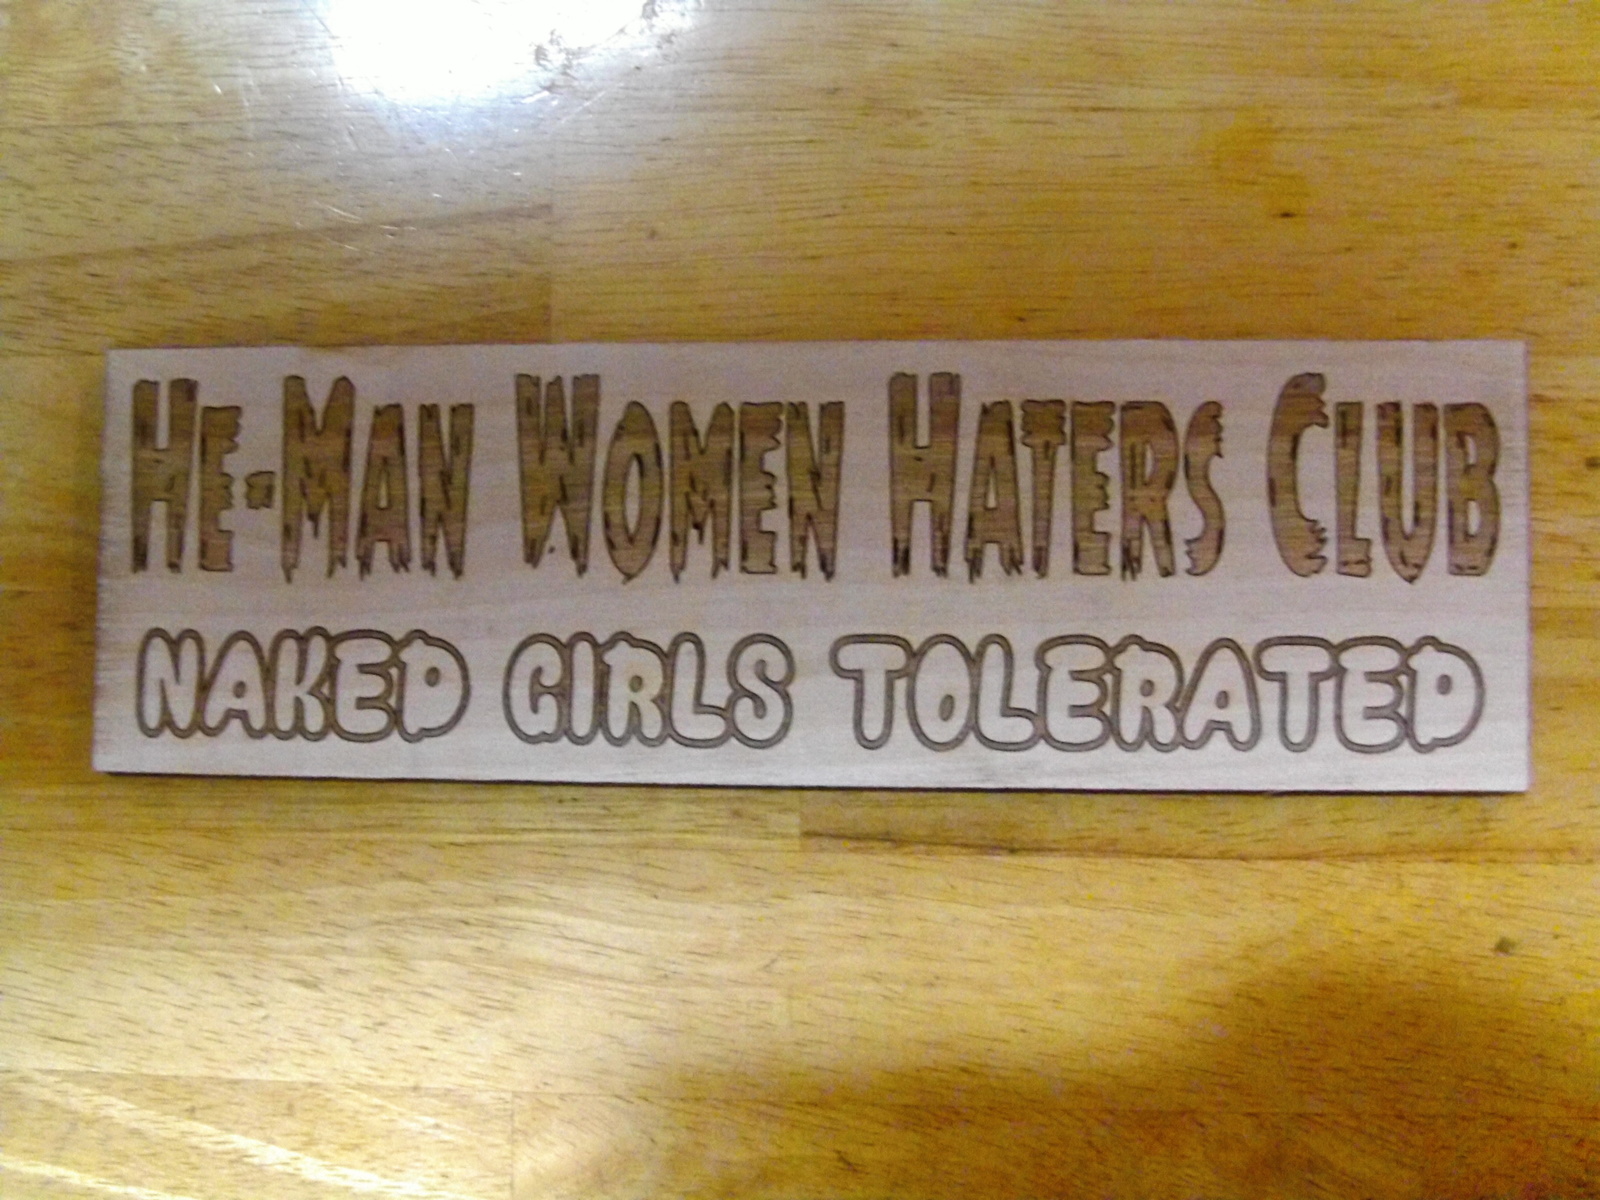 He-Man Women Haters Club
NAKED GIRLS TOLERATED